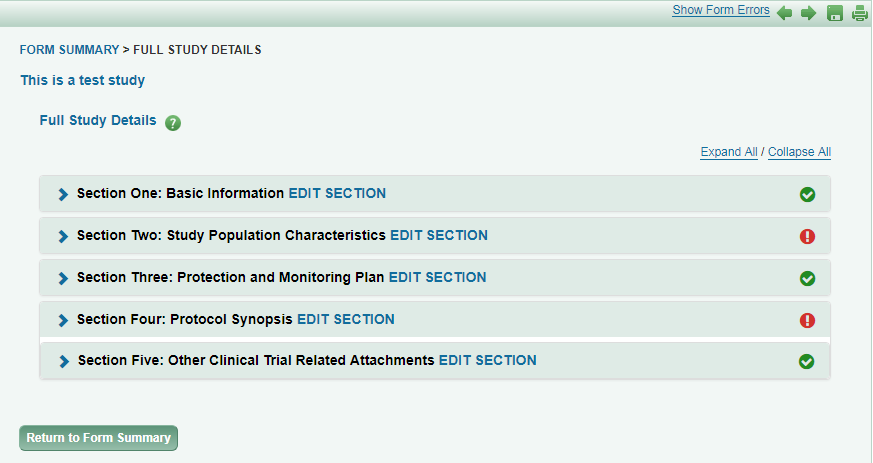 Show Form Errors
FORM SUMMARY > FULL STUDY DETAILS
This is a test study
Full Study Details ?
Expand All / Collapse All
Section One: Basic Information EDIT SECTION
Section Two: Study Population Characteristics EDIT SECTION
Section Three: Protection and Monitoring Plan EDIT SECTION
Section Four: Protocol Synopsis EDIT SECTION
Section Five: Other Clinical Trial Related Attachments EDIT SECTION
Return to Form Summary